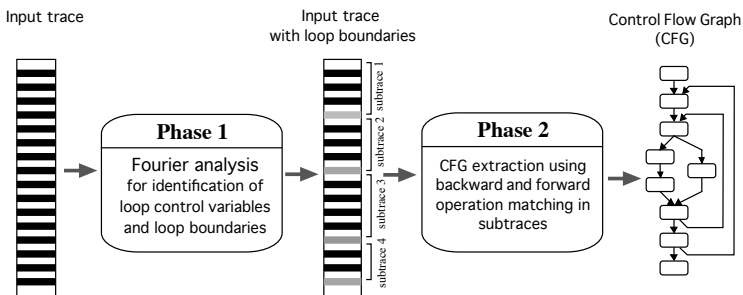 Input trace
Input trace
with loop boundaries
Control Flow Graph
(CFG)
subtrace 1
subtrace 2
subtrace 3
subtrace 4
Phase 1
Fourier analysis
for identification of
loop control variables
and loop boundaries
Phase 2
CFG extraction using
backward and forward
operation matching in
subtraces